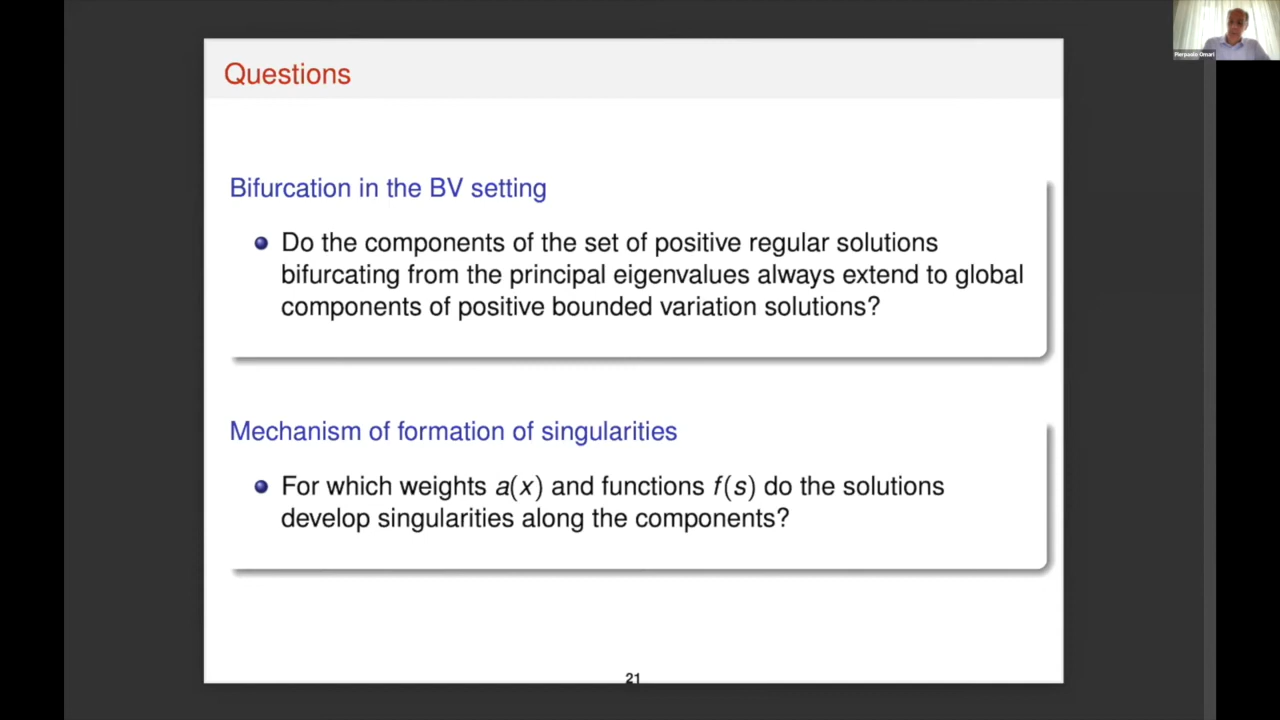 Pierpaolo Omari
Questions
Bifurcation in the BV setting
Do the components of the set of positive regular solutions
bifurcating from the principal eigenvalues always extend to global
components of positive bounded variation solutions?
Mechanism of formation of singularities
For which weights a(x) and functions f(s) do the solutions
develop singularities along the components?
21